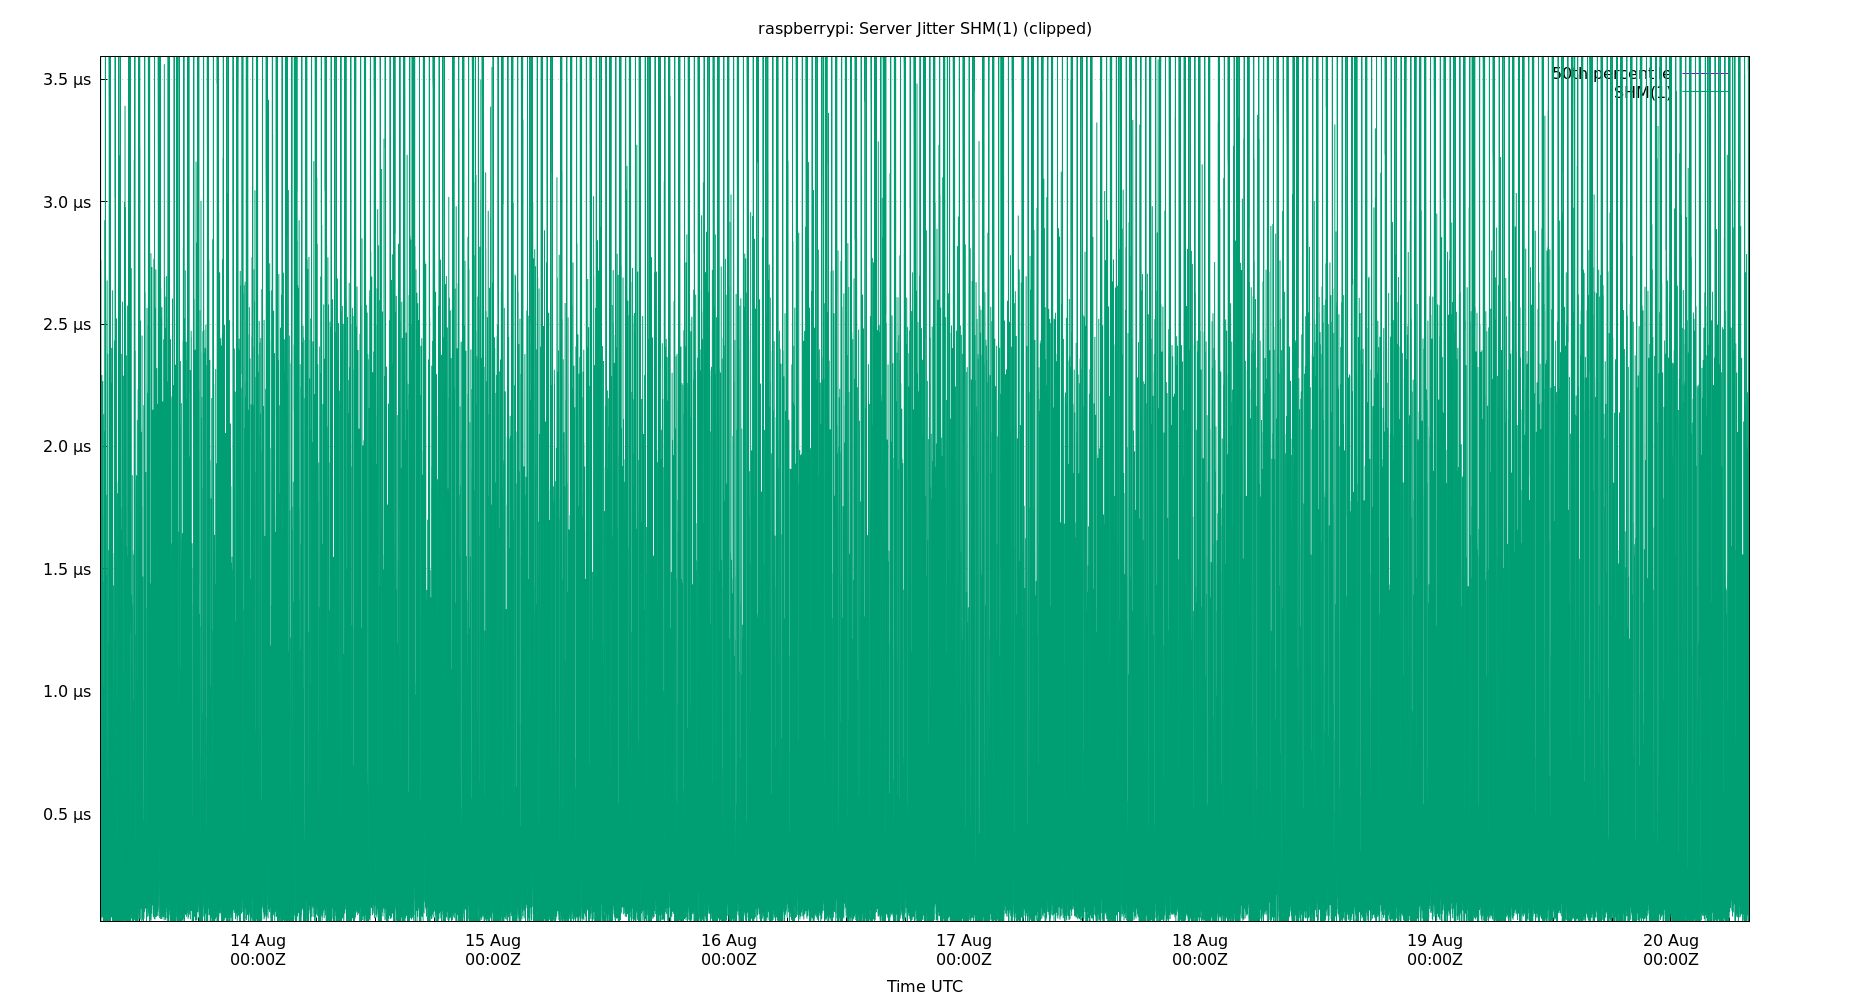 raspberrypi: Server Jitter SHM(1) (clipped)
50th percentile
SHM(1)
3.5 µs
3.0 µs
2.5 µs
2.0 µs
1.5 µs
1.0 µs
0.5 µs
14 Aug 15 Aug 16 Aug 17 Aug 18 Aug 19 Aug 20 Aug
00:00Z 00:00Z 00:00Z 00:00Z 00:00Z 00:00Z 00:00Z
Time UTC